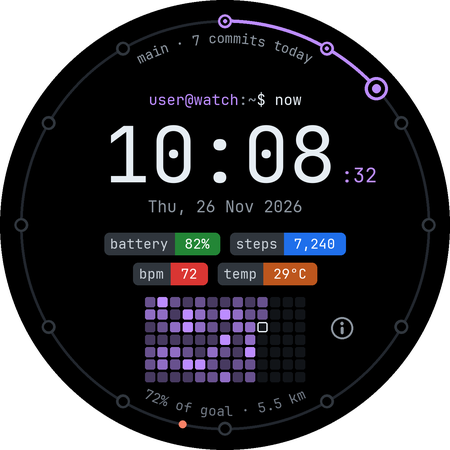 main · 7 commits today
user@watch:~$ now
10:08 :32
Thu, 26 Nov 2026
battery 82% steps 7,240
bpm 72 temp 29°C
72% of goal · 5.5 km